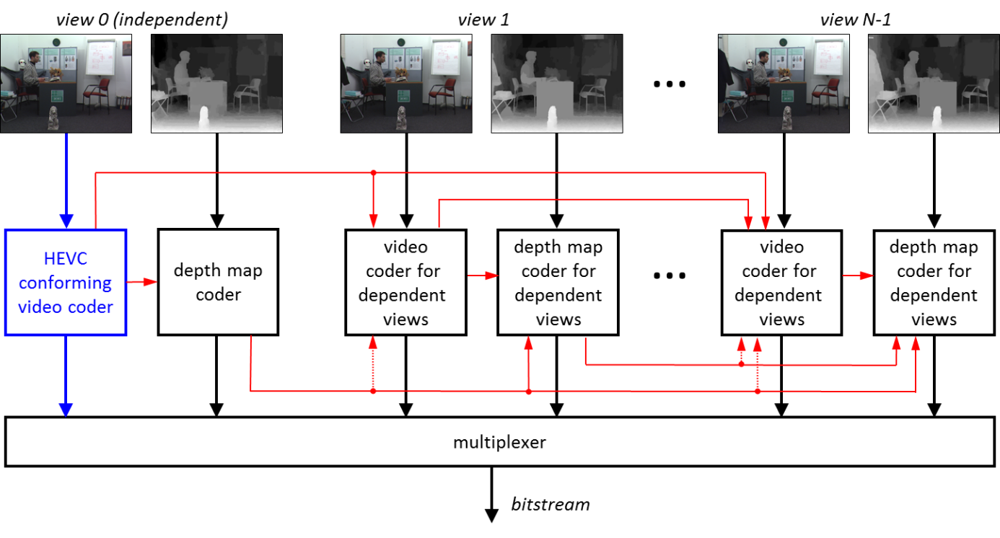 view 0 (independent)
view 1
view N-1
...
HEVC
conforming
video coder
depth map
coder
video
coder for
dependent
views
depth map
coder for
dependent
views
...
video
coder for
dependent
views
depth map
coder for
dependent
views
multiplexer
bitstream